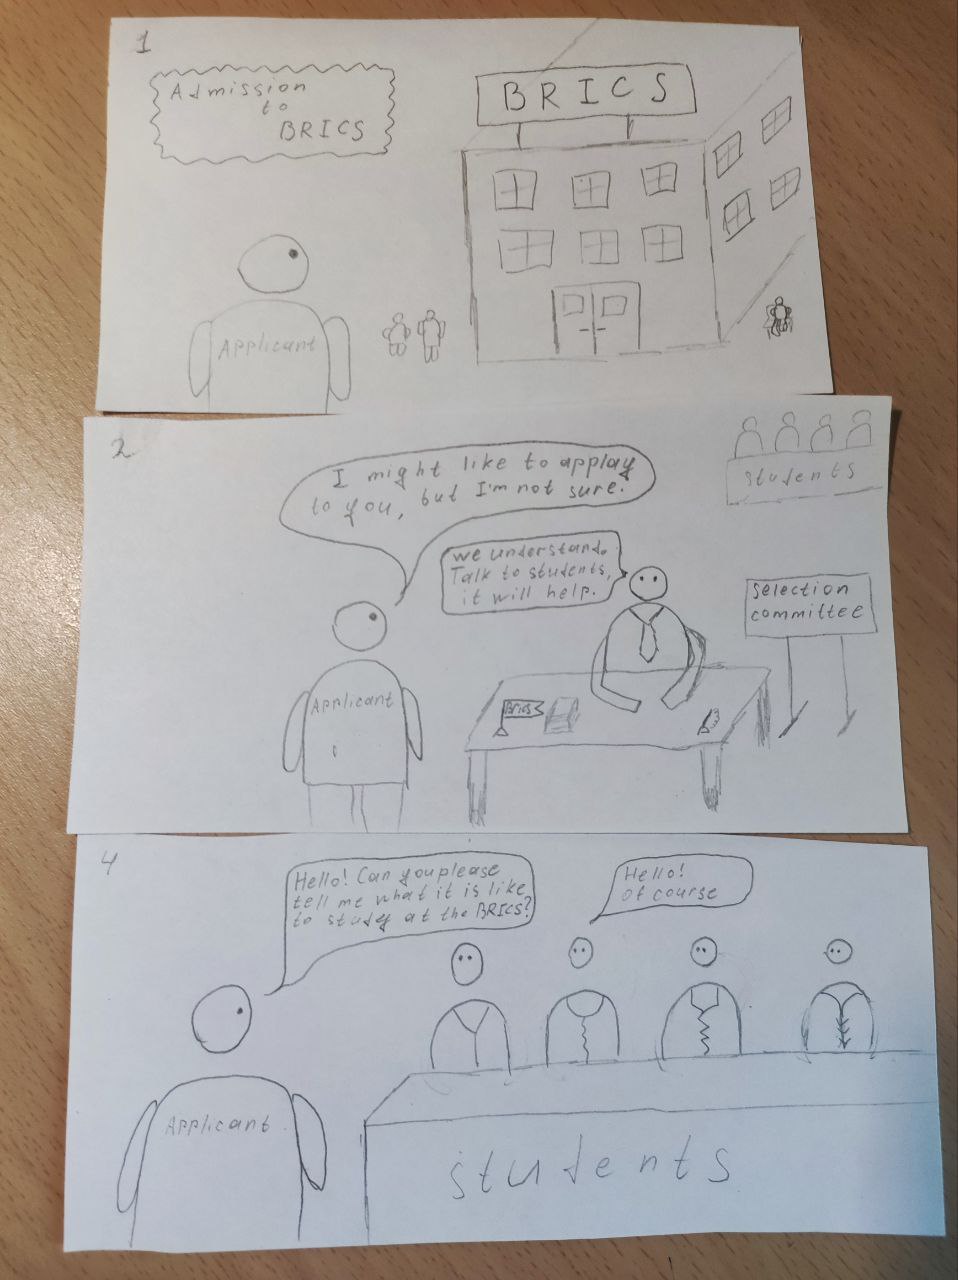 1
Admission
to
BRICS
BRICS
Applicant
2
I might like to applay
to you, but I'm not sure.
we understand.
Talk to students,
it will help.
students
Selection
committee
Applicant
Brics
4
Hello! Can you please
tell me what it is like
to study at the BRICS?
Hello!
Of course
Applicant
students